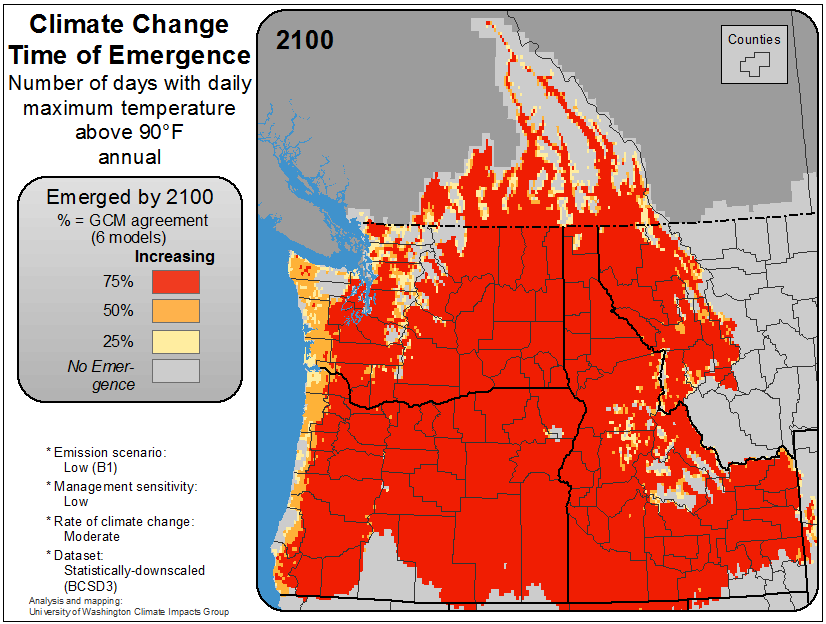 Climate Change
Time of Emergence
Number of days with daily
maximum temperature
above 90°F
annual
Emerged by 2100
% = GCM agreement
(6 models)
Increasing
75%
50%
25%
No Emer-
gence
* Emission scenario:
Low (B1)
* Management sensitivity:
Low
* Rate of climate change:
Moderate
* Dataset:
Statistically-downscaled
(BCSD3)
Analysis and mapping:
University of Washington Climate Impacts Group
2100
Counties